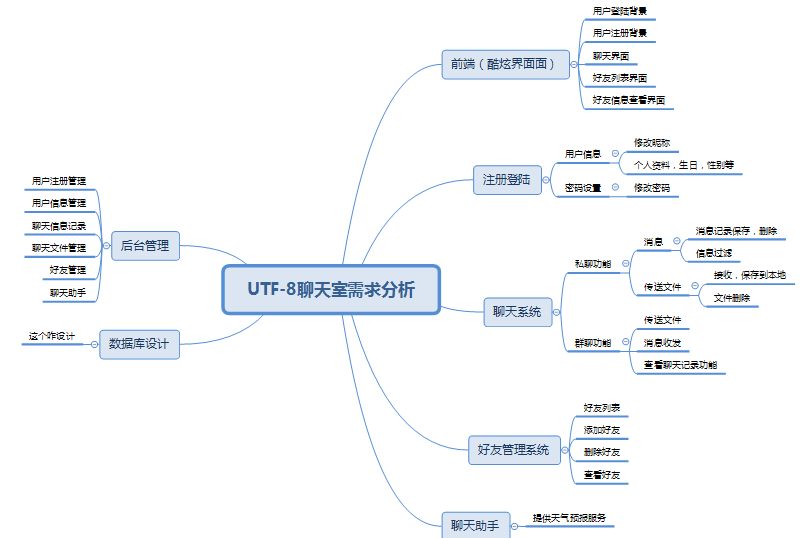 UTF-8聊天室需求分析
前端（酷炫界面面）
用户登陆背景
用户注册背景
聊天界面
好友列表界面
好友信息查看界面
注册登陆
用户信息
修改昵称
个人资料，生日，性别等
密码设置
修改密码
聊天系统
私聊功能
消息
消息记录保存，删除
信息过滤
传送文件
接收，保存到本地
文件删除
群聊功能
传送文件
消息收发
查看聊天记录功能
好友管理系统
好友列表
添加好友
删除好友
查看好友
聊天助手
提供天气预报服务
后台管理
用户注册管理
用户信息管理
聊天信息记录
聊天文件管理
好友管理
聊天助手
数据库设计
这个咋设计